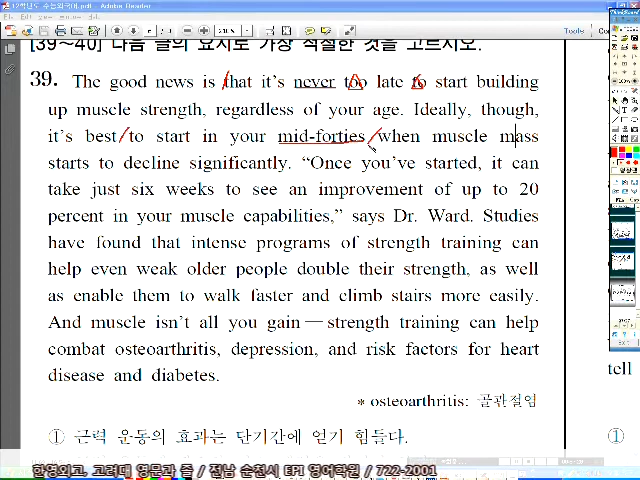 Adobe Reader
Tools
[39～40] 다음 글의 요지로 가장 적절한 것을 고르시오.
39. The good news is that it's never too late to start building
up muscle strength, regardless of your age. Ideally, though,
it's best to start in your mid-forties when muscle mass
starts to decline significantly. “Once you've started, it can
take just six weeks to see an improvement of up to 20
percent in your muscle capabilities,” says Dr. Ward. Studies
have found that intense programs of strength training can
help even weak older people double their strength, as well
as enable them to walk faster and climb stairs more easily.
And muscle isn't all you gain — strength training can help
combat osteoarthritis, depression, and risk factors for heart
disease and diabetes.
tell
* osteoarthritis: 골관절염
① 근력 운동의 효과는 단기간에 얻기 힘들다.
①
한영외고, 고려대 영문과 졸 / 전남 순천시 EPI 영어학원 / 722-2001